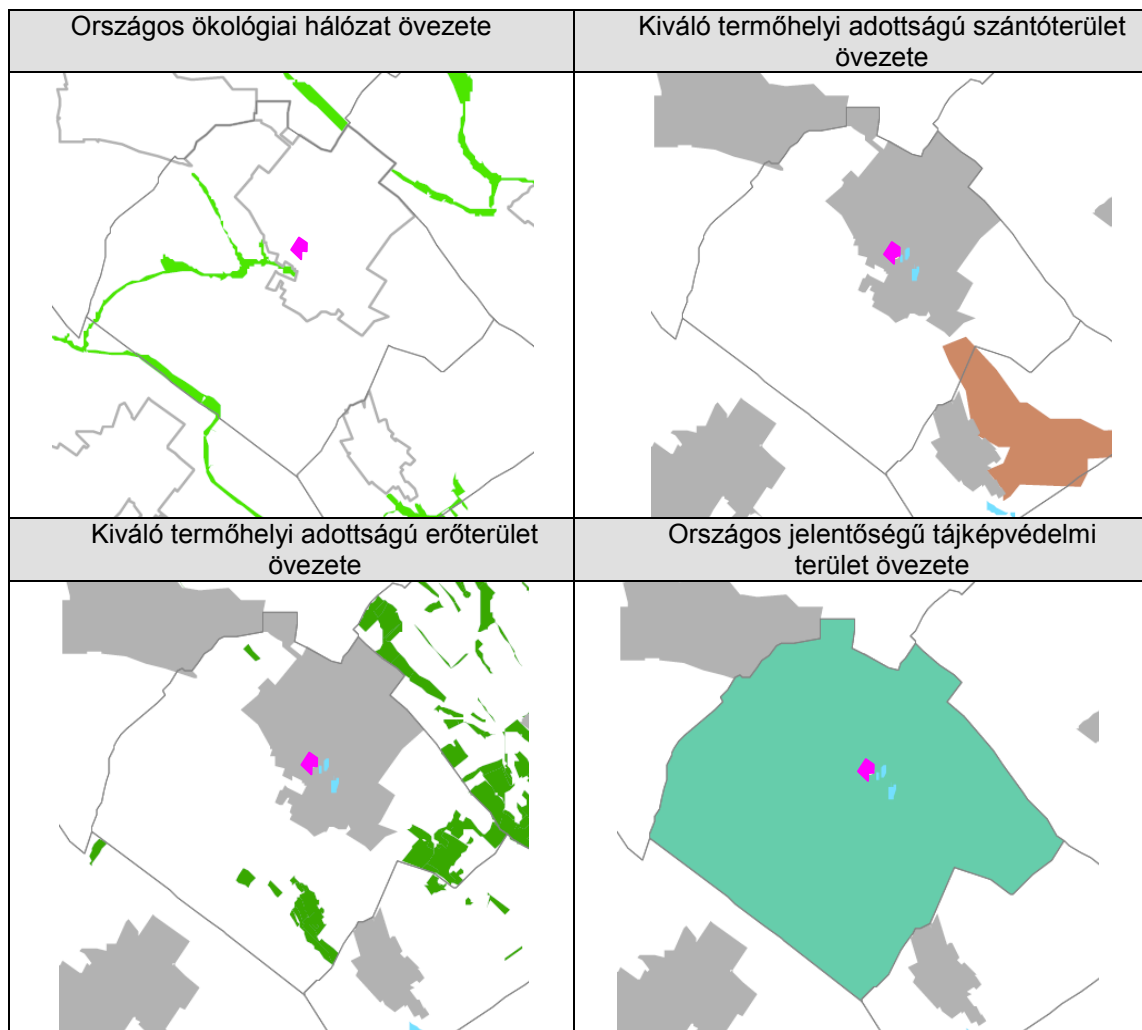 Országos ökológiai hálózat övezete
Kiváló termőhelyi adottságú szántóterület
övezete
Kiváló termőhelyi adottságú erőterület
övezete
Országos jelentőségű tájképvédelmi
terület övezete